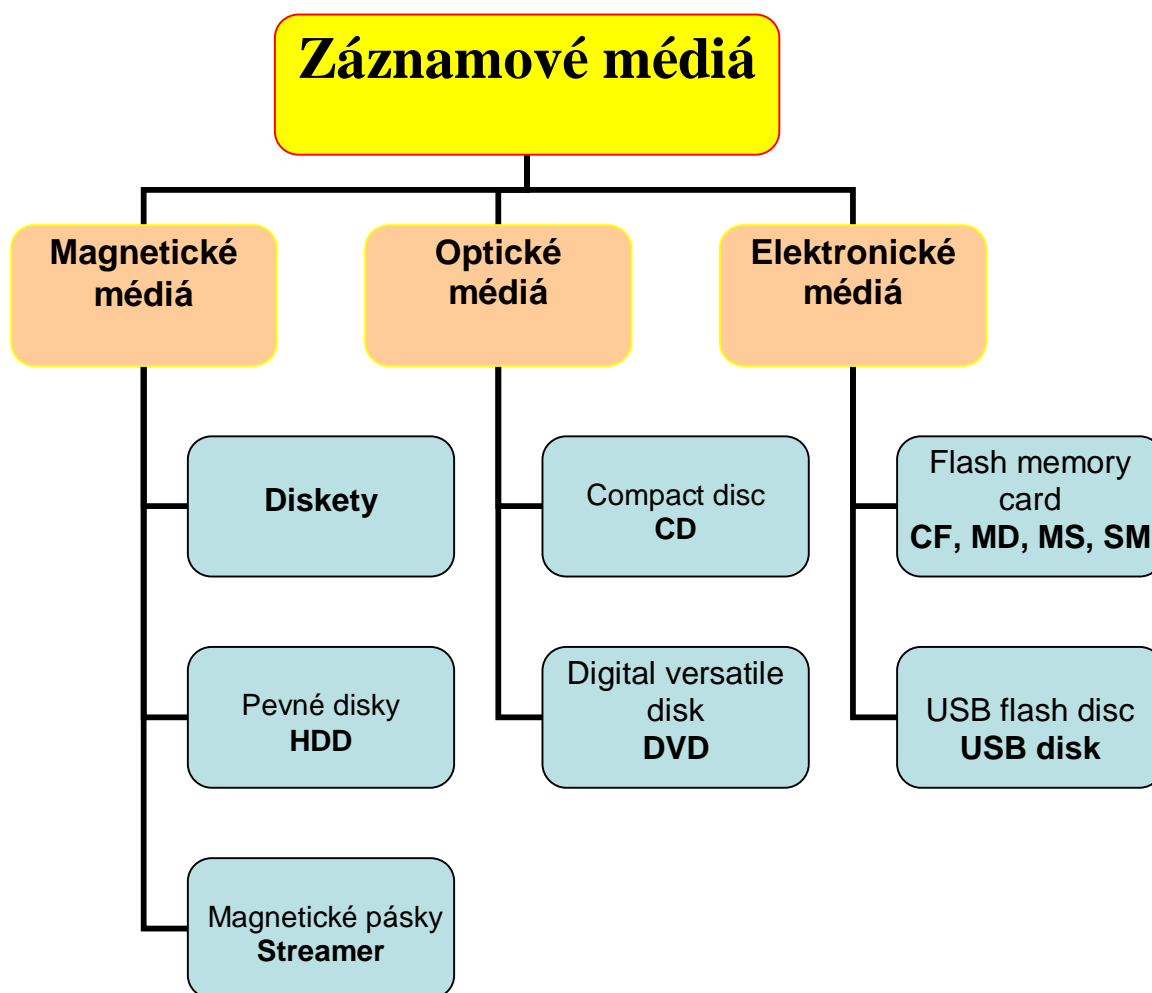 Záznamové médiá
Magnetické
médiá
Optické
médiá
Elektronické
médiá
Diskety
Compact disc
CD
Flash memory
card
CF, MD, MS, SM
Pevné disky
HDD
Digital versatile
disk
DVD
USB flash disc
USB disk
Magnetické pásky
Streamer